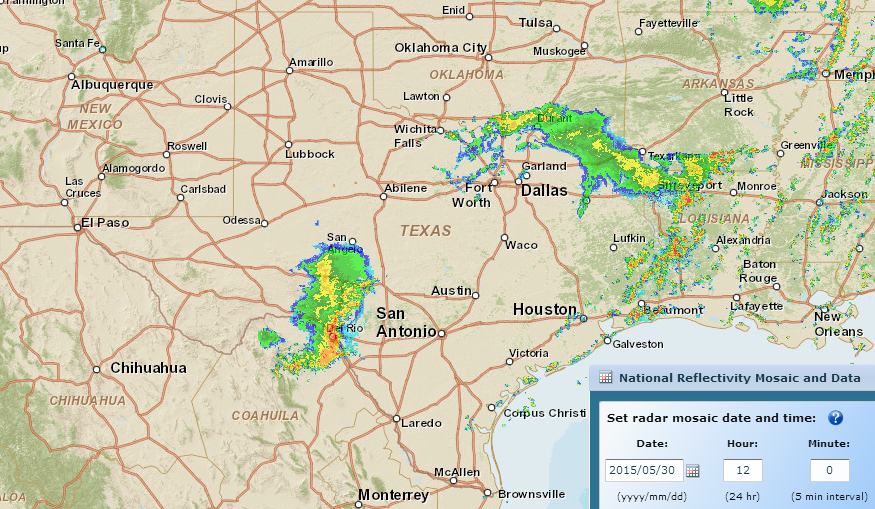 armington
Enid
Tulsa
Fayetteville
Santa Fe
Oklahoma City
Muskogee
Amarillo
OKLAHOMA
Albuquerque
ARKANSAS
Memph
Clovis
Lawton
Little
Rock
NEW
MEXICO
Durant
Wichita
Falls
Roswell
Lubbock
Texarkana
Greenville
MISSISSIPP
Alamogordo
Garland
Las
Cruces
Carlsbad
Abilene
Fort
Worth
Dallas
Shreveport
Monroe
Jackson
El Paso
Odessa
LOUISIANA
San
Angelo
TEXAS
Waco
Lufkin
Alexandria
Baton
Rouge
Austin
San
Antonio
Houston
Beaumont
Lafayette
New
Orleans
Del Rio
Galveston
Chihuahua
Victoria
CHIHUAHUA
COAHUILA
Corpus Christi
Laredo
McAllen
Monterrey
Brownsville
ALOA
National Reflectivity Mosaic and Data
Set radar mosaic date and time: ?
Date: Hour: Minute:
2015/05/30 12 0
(yyyy/mm/dd) (24 hr) (5 min interval)